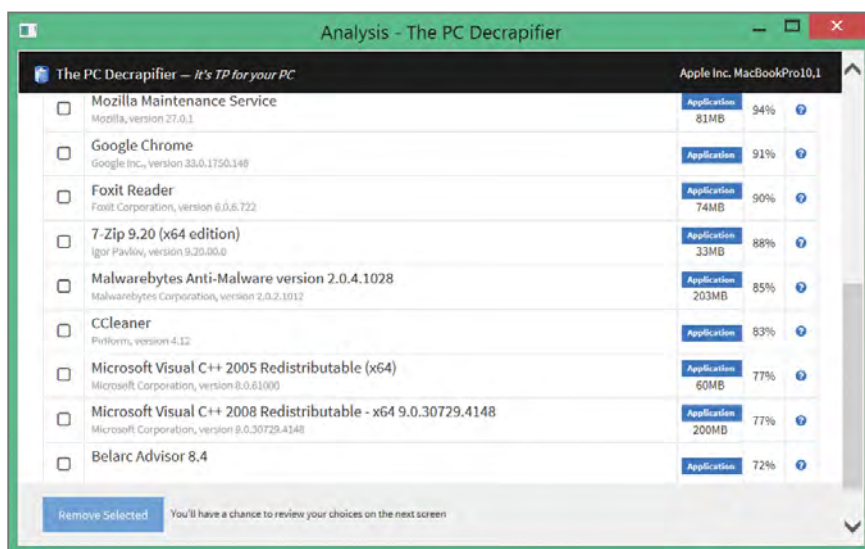 Analysis - The PC Decrapifier
The PC Decrapifier — It's TP for your PC
Apple Inc. MacBookPro10,1
Mozilla Maintenance Service
Mozilla, version 27.0.1
Application
81MB
94%
Google Chrome
Google Inc., version 33.0.1750.146
Application
91%
Foxit Reader
Foxit Corporation, version 6.0.6.722
Application
74MB
90%
7-Zip 9.20 (x64 edition)
Igor Pavlov, version 9.20.00.0
Application
33MB
88%
Malwarebytes Anti-Malware version 2.0.4.1028
Malwarebytes Corporation, version 2.0.2.1012
Application
203MB
85%
CCleaner
Piriform, version 4.12
Application
83%
Microsoft Visual C++ 2005 Redistributable (x64)
Microsoft Corporation, version 8.0.61000
Application
60MB
77%
Microsoft Visual C++ 2008 Redistributable - x64 9.0.30729.4148
Microsoft Corporation, version 9.0.30729.4148
Application
200MB
77%
Belarc Advisor 8.4
Application
72%
Remove Selected
You'll have a chance to review your choices on the next screen